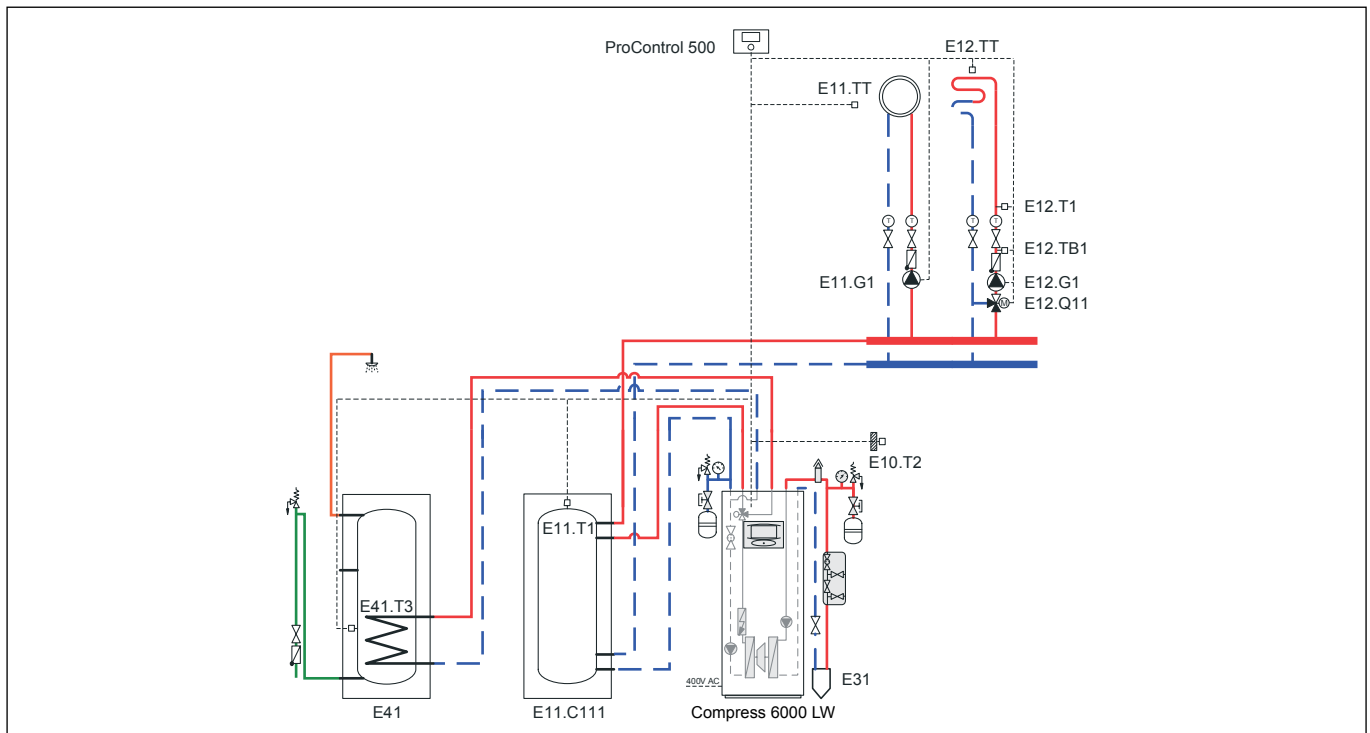 ProControl 500
E12.TT
E11.TT
T
T
T
T
E12.T1
E12.TB1
E11.G1
E12.G1
M
E12.Q11
E10.T2
E11.T1
E41.T3
400V AC
E31
E41
E11.C111
Compress 6000 LW